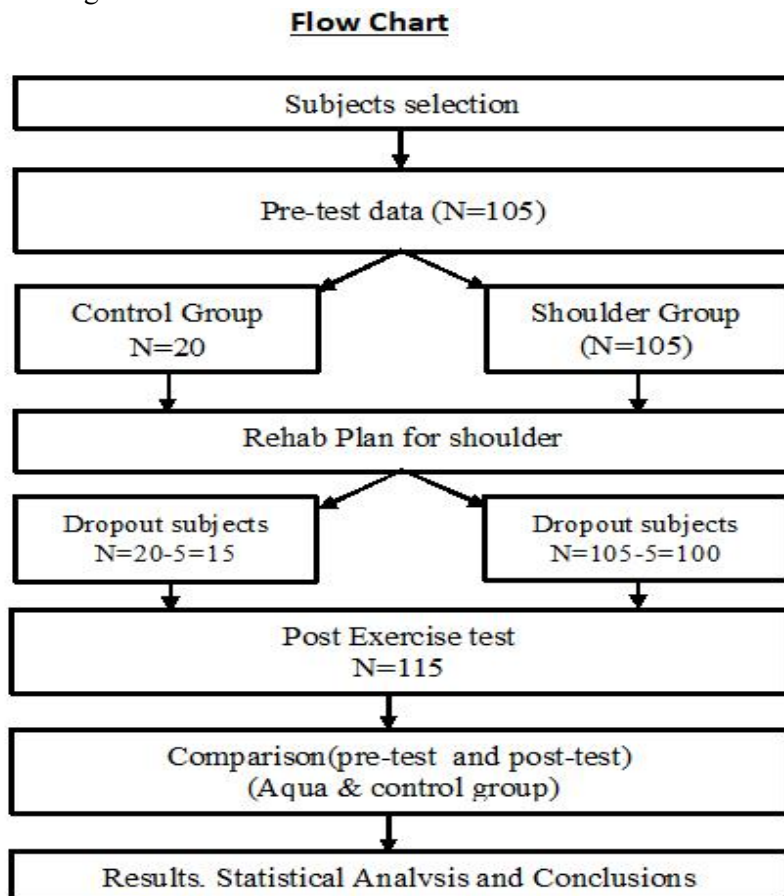 Flow Chart
Subjects selection
Pre-test data (N=105)
Control Group
N=20
Shoulder Group
(N=105)
Rehab Plan for shoulder
Dropout subjects
N=20-5=15
Dropout subjects
N=105-5=100
Post Exercise test
N=115
Comparison(pre-test and post-test)
(Aqua & control group)
Results. Statistical Analysis and Conclusions